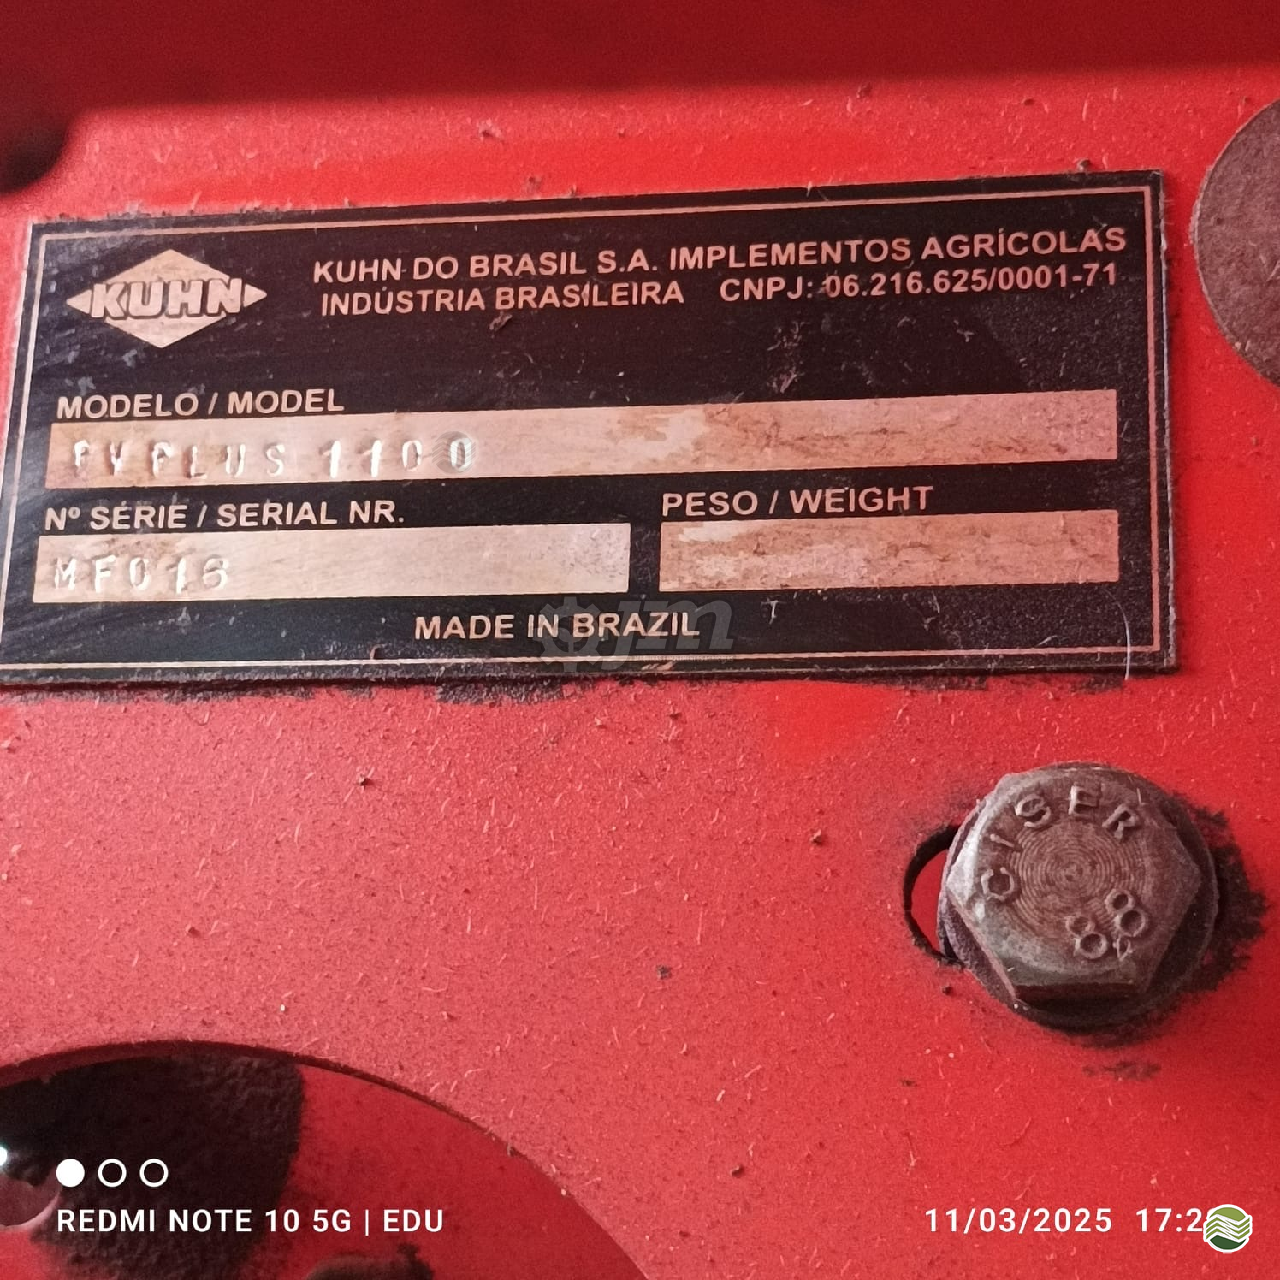 KUHN
KUHN DO BRASIL S.A. IMPLEMENTOS AGRÍCOLAS
INDÚSTRIA BRASILEIRA CNPJ: 06.216.625/0001-71
MODELO / MODEL
PVPLUS 1100
Nº SÉRIE / SERIAL NR.
MF016
PESO / WEIGHT
MADE IN BRAZIL
jzm
CISER
8.8
REDMI NOTE 10 5G | EDU
11/03/2025 17:2